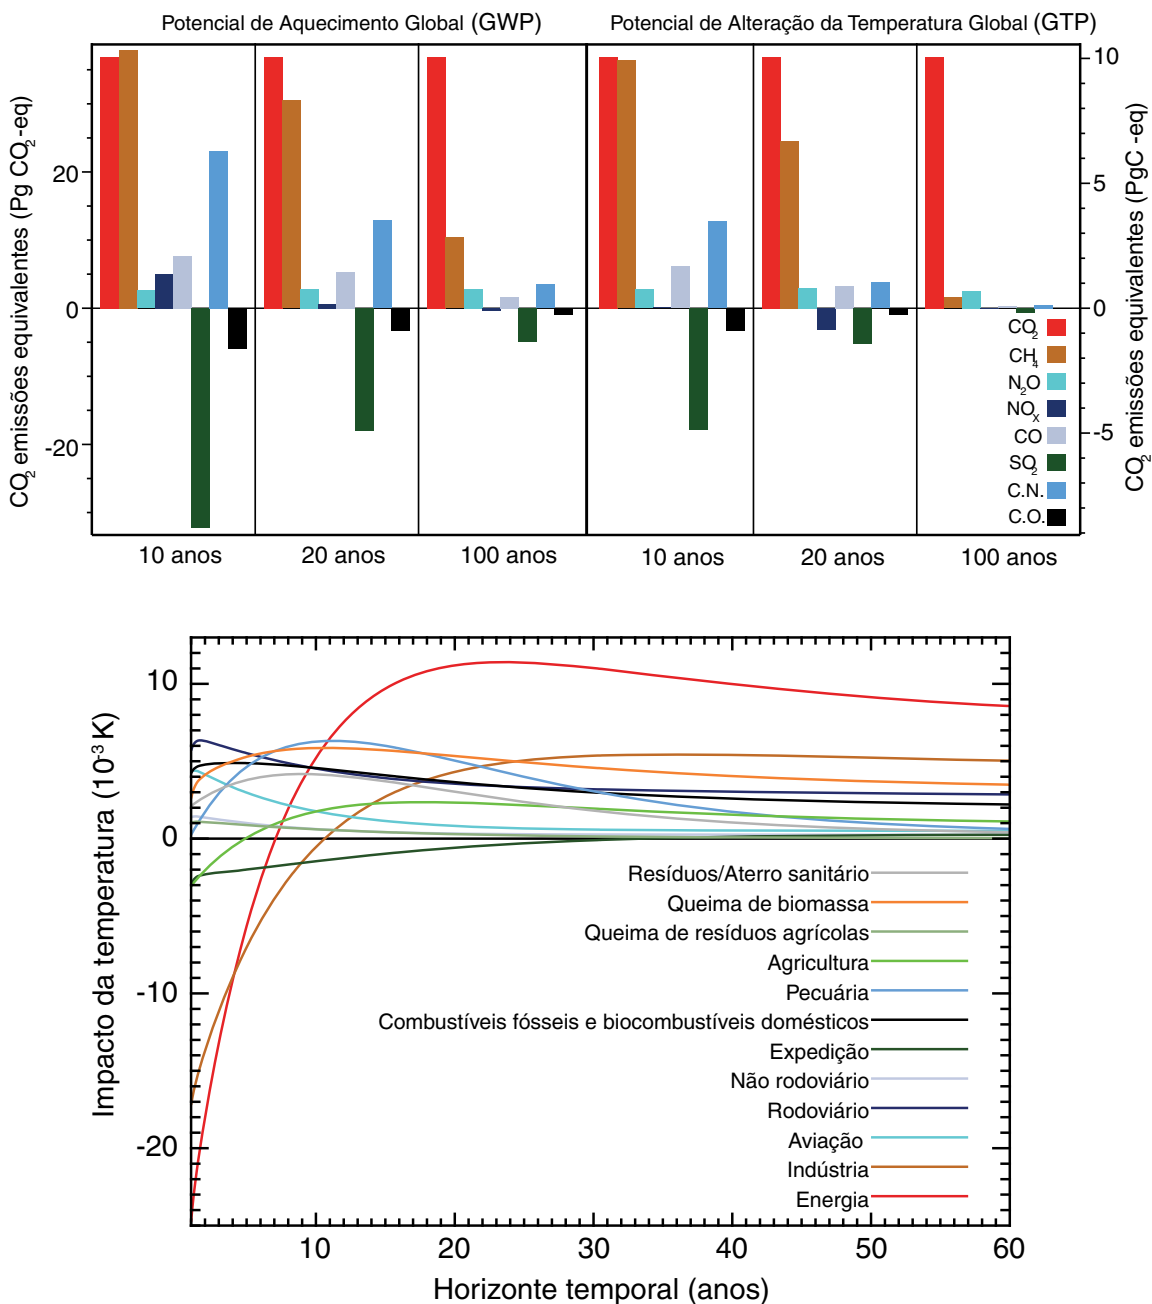 Potencial de Aquecimento Global (GWP)
Potencial de Alteração da Temperatura Global (GTP)
CO2 emissões equivalentes (Pg CO2-eq)
20
0
-20
10
5
0
-5
CO2 emissões equivalentes (PgC -eq)
CO2
CH4
N2O
NOX
CO
SO2
C.N.
C.O.
10 anos
20 anos
100 anos
10 anos
20 anos
100 anos
Impacto da temperatura (10-3 K)
10
0
-10
-20
Resíduos/Aterro sanitário
Queima de biomassa
Queima de resíduos agrícolas
Agricultura
Pecuária
Combustíveis fósseis e biocombustíveis domésticos
Expedição
Não rodoviário
Rodoviário
Aviação
Indústria
Energia
10
20
30
40
50
60
Horizonte temporal (anos)